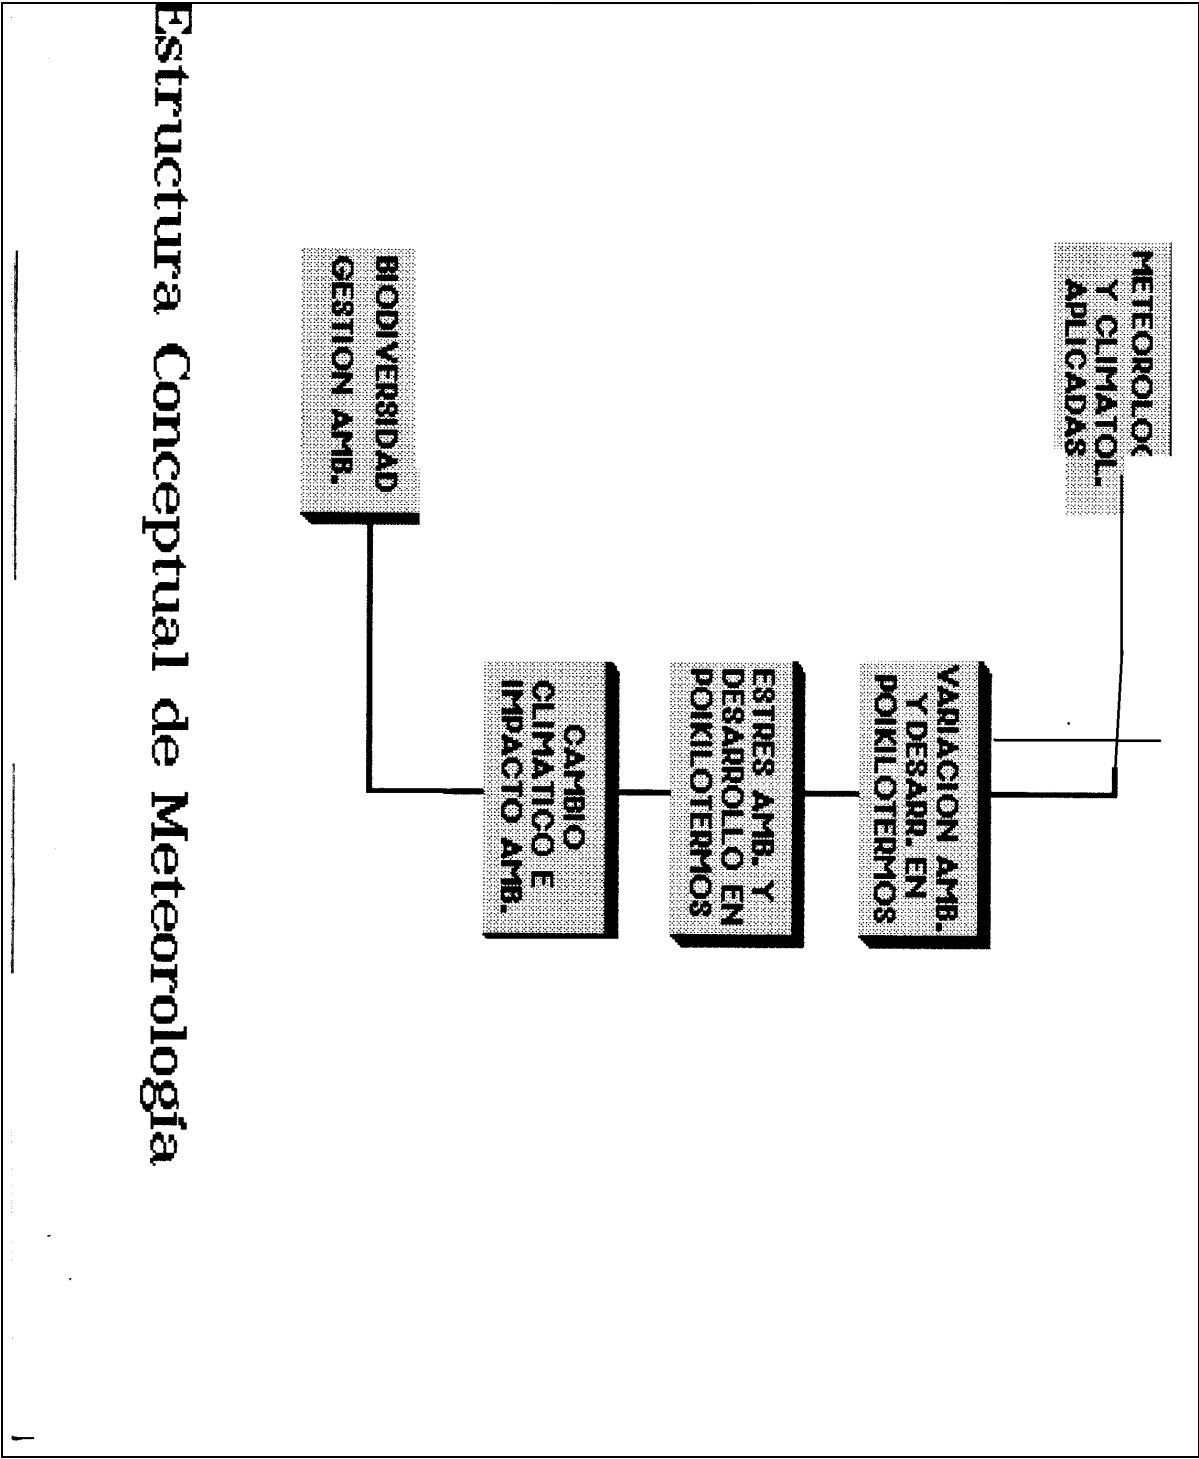 METEOROLOG
Y CLIMATOL.
APLICADAS
VARIACION AMB.
Y DESARR. EN
POIKILOTERMOS
ESTRES AMB. Y
DESARROLLO EN
POIKILOTERMOS
CAMBIO
CLIMATICO E
IMPACTO AMB.
BIODIVERSIDAD
GESTION AMB.
Estructura Conceptual de Meteorología